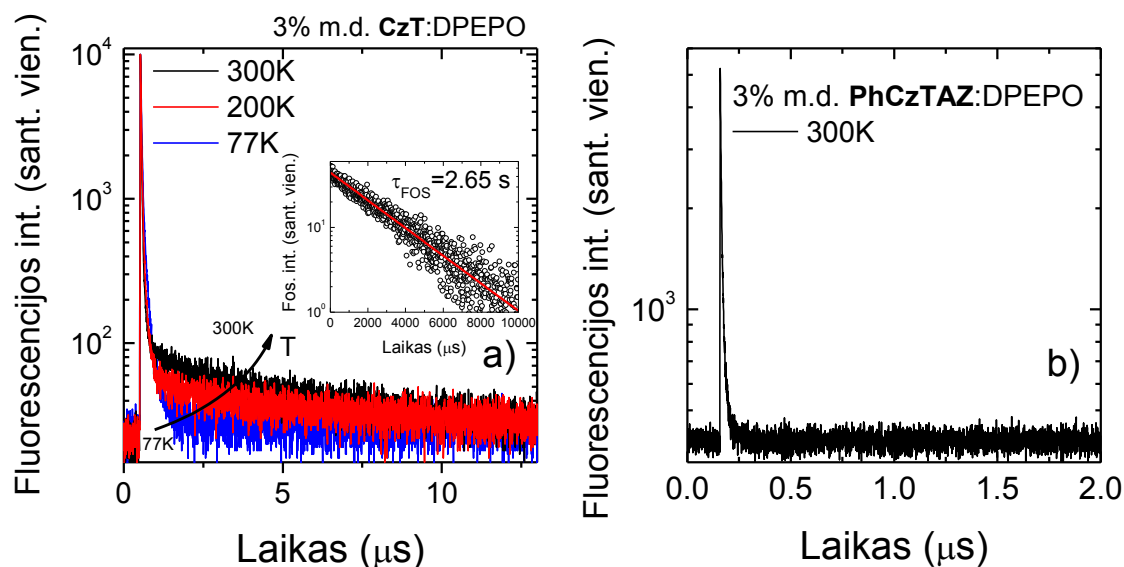 3% m.d. CzT:DPEPO
Fluorescencijos int. (sant. vien.)
10⁴
10³
10²
300K
200K
77K
Fos. int. (sant. vien.)
10¹
10⁰
τFOS=2.65 s
0 2000 4000 6000 8000 10000
Laikas (μs)
300K
T
77K
a)
0 5 10
Laikas (μs)
Fluorescencijos int. (sant. vien.)
10³
3% m.d. PhCzTAZ:DPEPO
300K
b)
0.0 0.5 1.0 1.5 2.0
Laikas (μs)